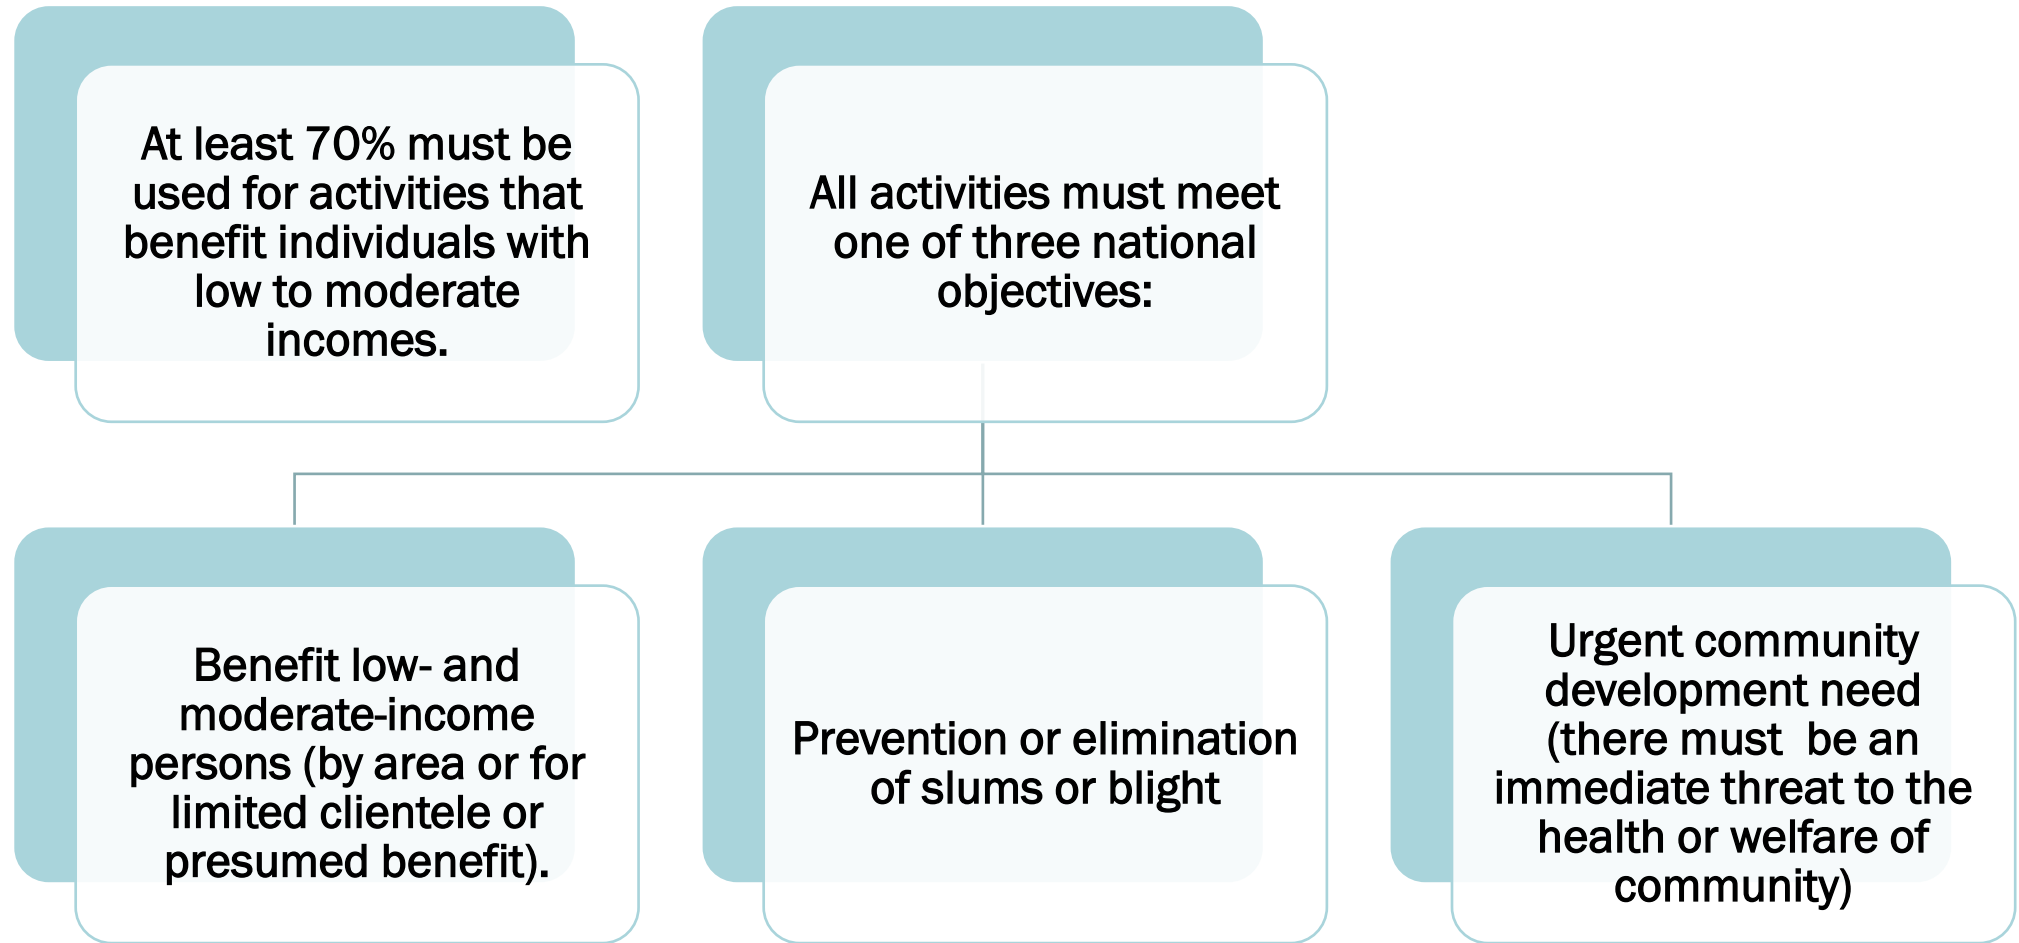 At least 70% must be
used for activities that
benefit individuals with
low to moderate
incomes.
All activities must meet
one of three national
objectives:
Benefit low- and
moderate-income
persons (by area or for
limited clientele or
presumed benefit).
Prevention or elimination
of slums or blight
Urgent community
development need
(there must  be an
immediate threat to the
health or welfare of
community)